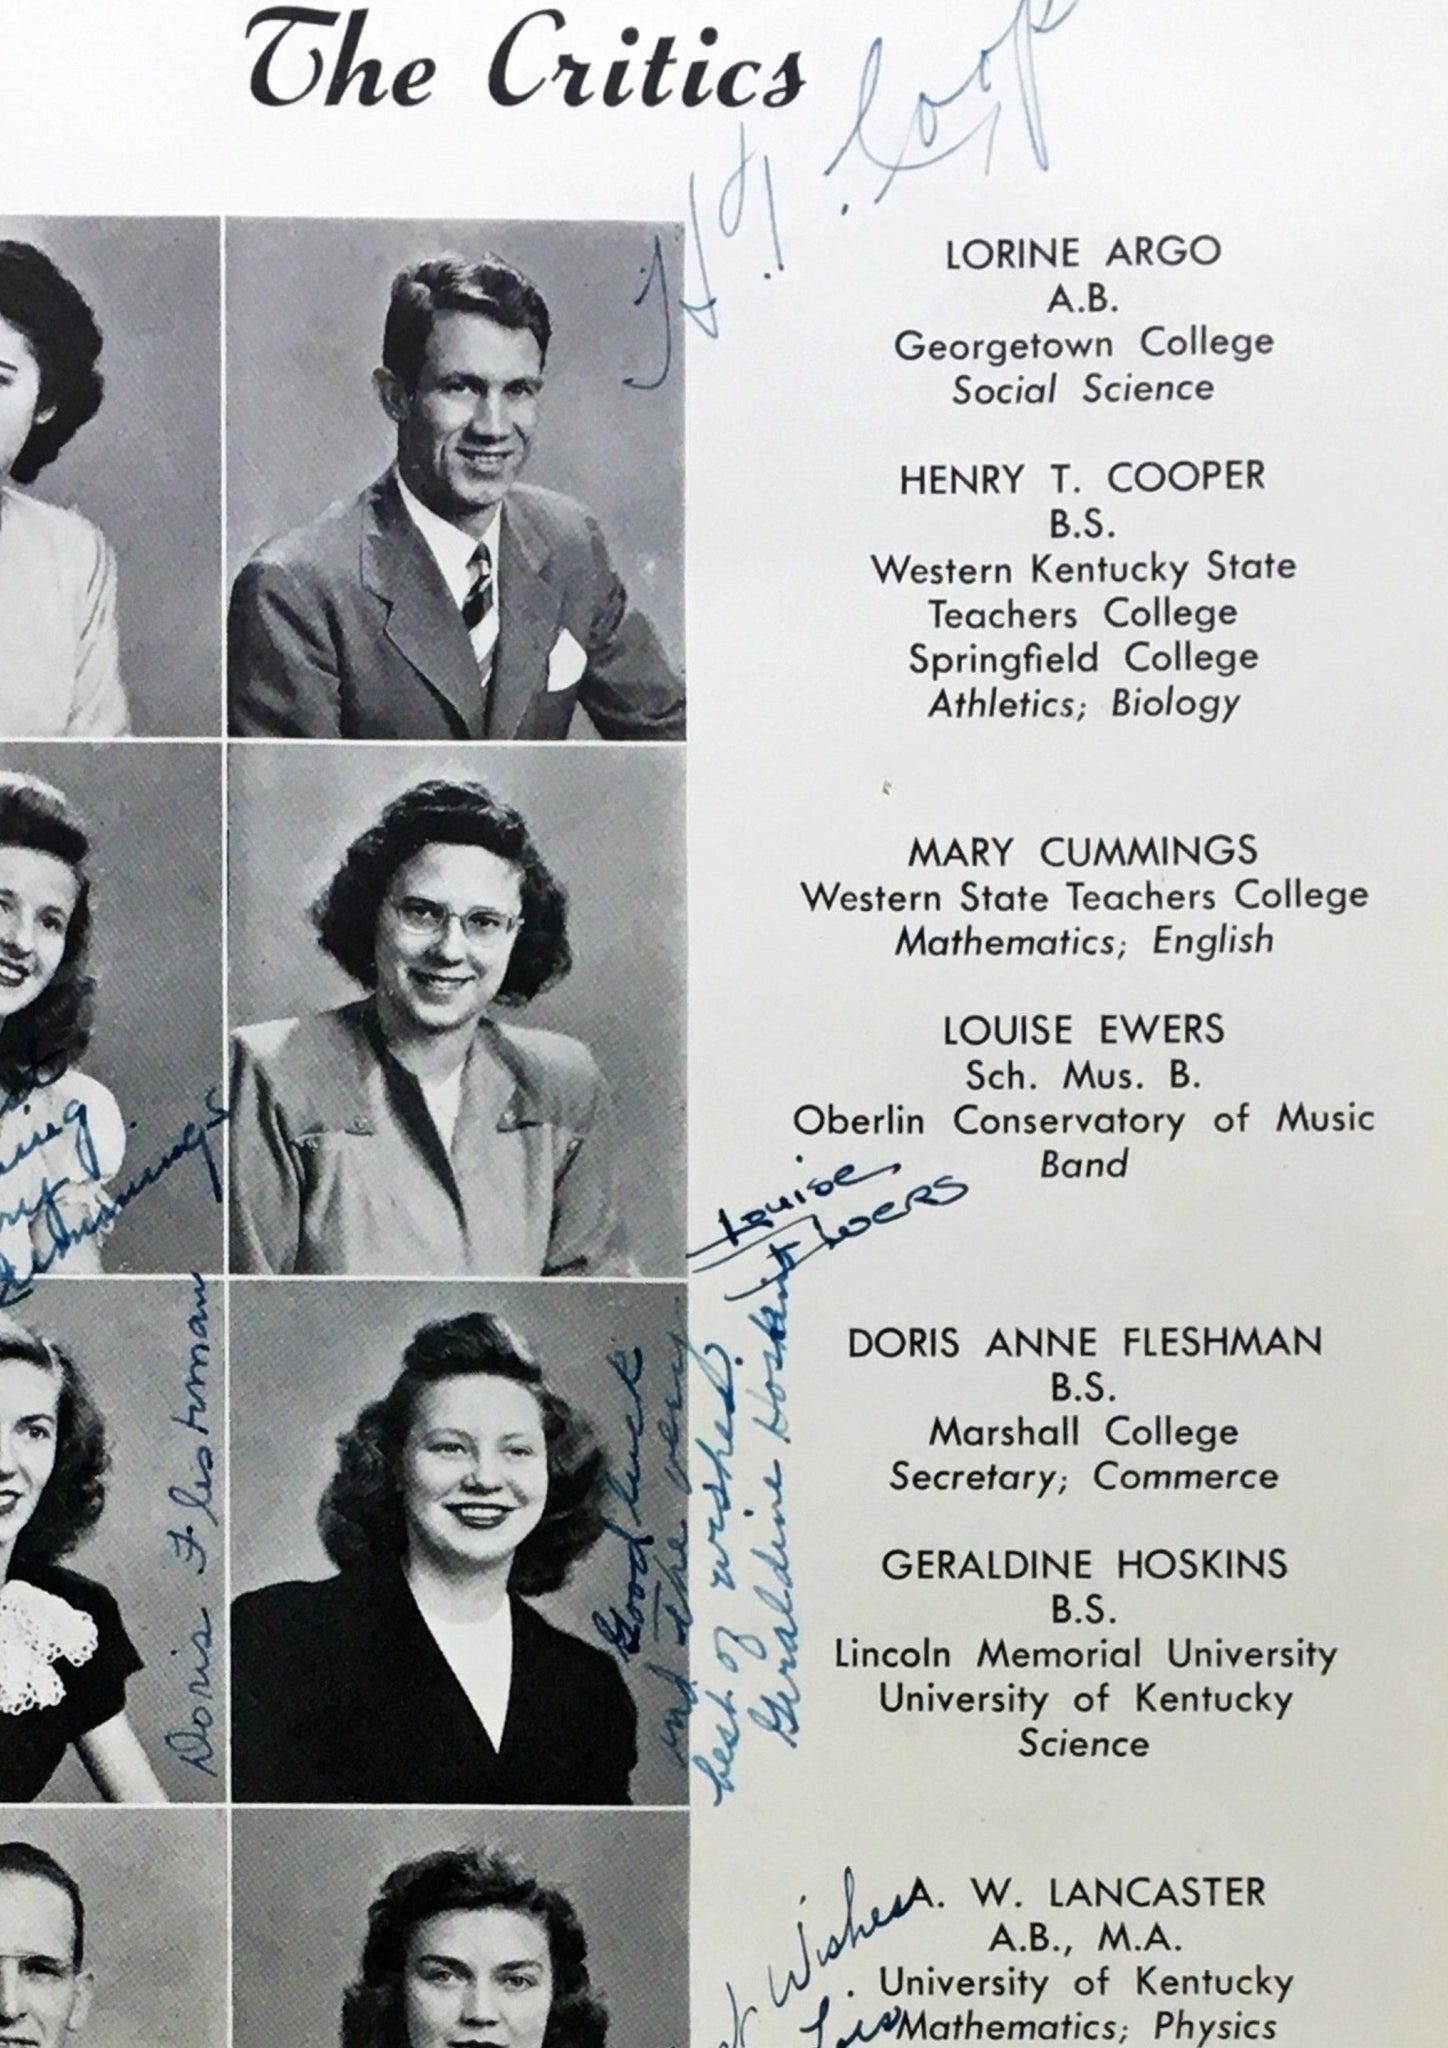 The Critics
H. T. Coop
LORINE ARGO
A.B.
Georgetown College
Social Science
HENRY T. COOPER
B.S.
Western Kentucky State
Teachers College
Springfield College
Athletics; Biology
MARY CUMMINGS
Western State Teachers College
Mathematics; English
LOUISE EWERS
Sch. Mus. B.
Oberlin Conservatory of Music
Band
Louise Ewers
Cummings
Doris Fleshman
Good luck
and the very
best of wishes.
Geraldine Hoskins
DORIS ANNE FLESHMAN
B.S.
Marshall College
Secretary; Commerce
GERALDINE HOSKINS
B.S.
Lincoln Memorial University
University of Kentucky
Science
Wishes
A. W. LANCASTER
A.B., M.A.
University of Kentucky
Mathematics; Physics